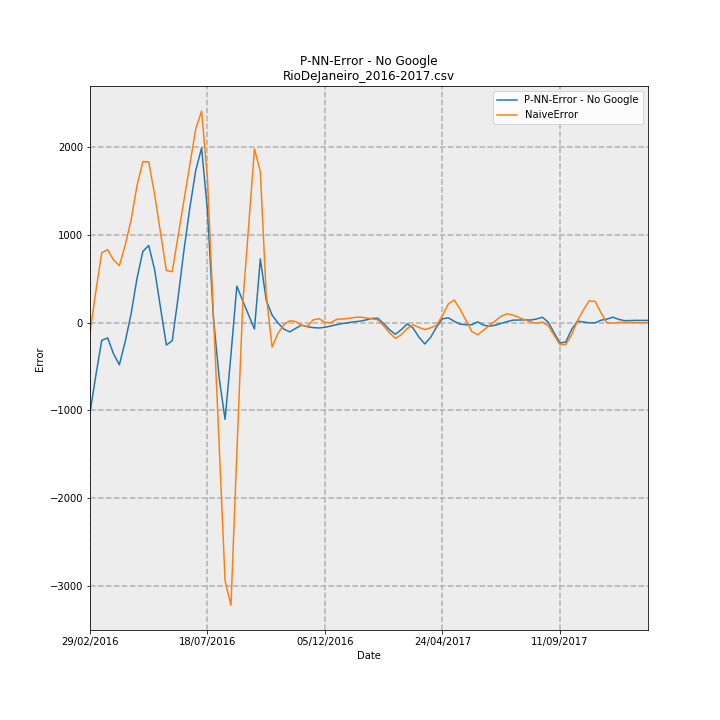 P-NN-Error - No Google
RioDeJaneiro_2016-2017.csv
P-NN-Error - No Google
NaiveError
2000
1000
0
−1000
−2000
−3000
Error
29/02/2016
18/07/2016
05/12/2016
24/04/2017
11/09/2017
Date